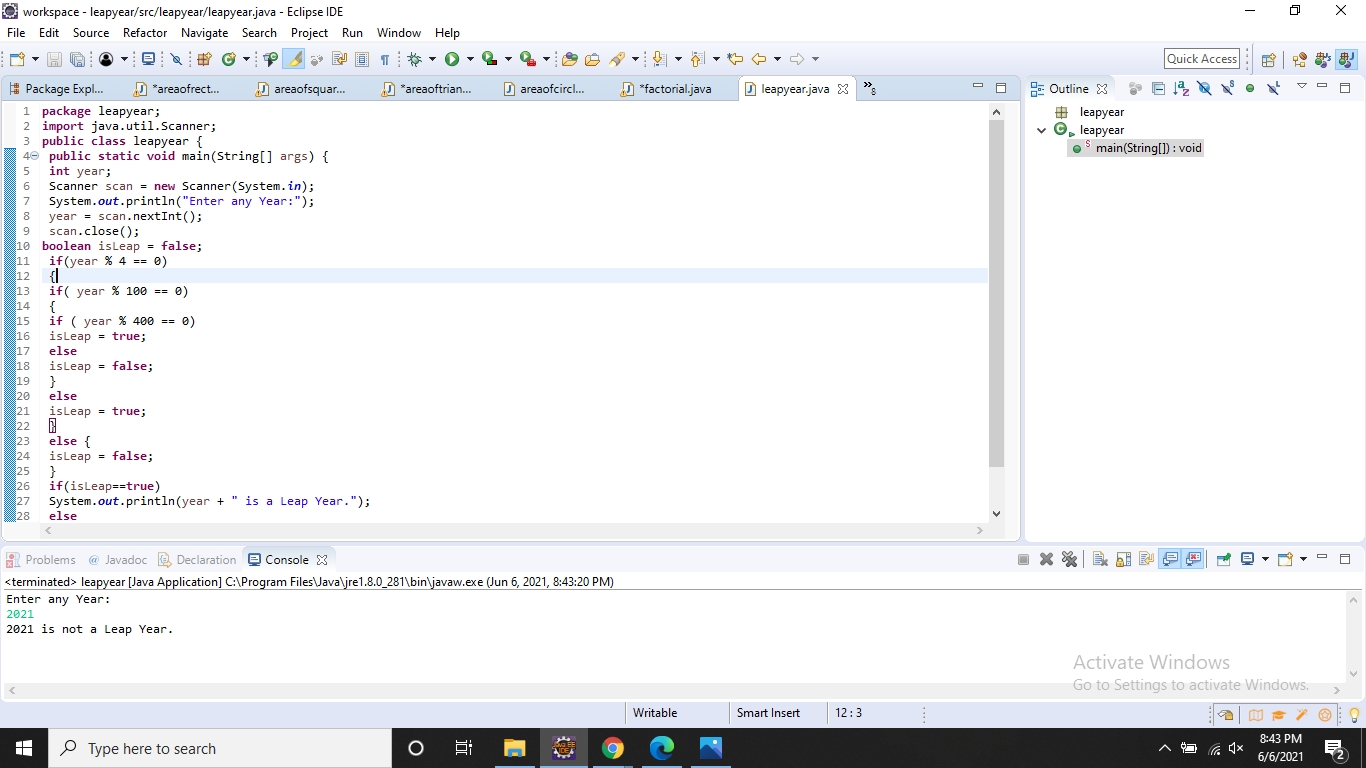 workspace - leapyear/src/leapyear/leapyear.java - Eclipse IDE
File Edit Source Refactor Navigate Search Project Run Window Help
Quick Access
Package Expl... *areaofrect... areaofsquar... *areaoftrian... areaofcircl... *factorial.java leapyear.java »5 Outline
1 package leapyear;
2 import java.util.Scanner;
3 public class leapyear {
4 public static void main(String[] args) {
5 int year;
6 Scanner scan = new Scanner(System.in);
7 System.out.println("Enter any Year:");
8 year = scan.nextInt();
9 scan.close();
10 boolean isLeap = false;
11 if(year % 4 == 0)
12 {
13 if( year % 100 == 0)
14 {
15 if ( year % 400 == 0)
16 isLeap = true;
17 else
18 isLeap = false;
19 }
20 else
21 isLeap = true;
22 }
23 else {
24 isLeap = false;
25 }
26 if(isLeap==true)
27 System.out.println(year + " is a Leap Year.");
28 else
leapyear
leapyear
main(String[]) : void
Problems @ Javadoc Declaration Console
<terminated> leapyear [Java Application] C:\Program Files\Java\jre1.8.0_281\bin\javaw.exe (Jun 6, 2021, 8:43:20 PM)
Enter any Year:
2021
2021 is not a Leap Year.
Activate Windows
Go to Settings to activate Windows.
Writable Smart Insert 12 : 3
Type here to search
8:43 PM
6/6/2021
2